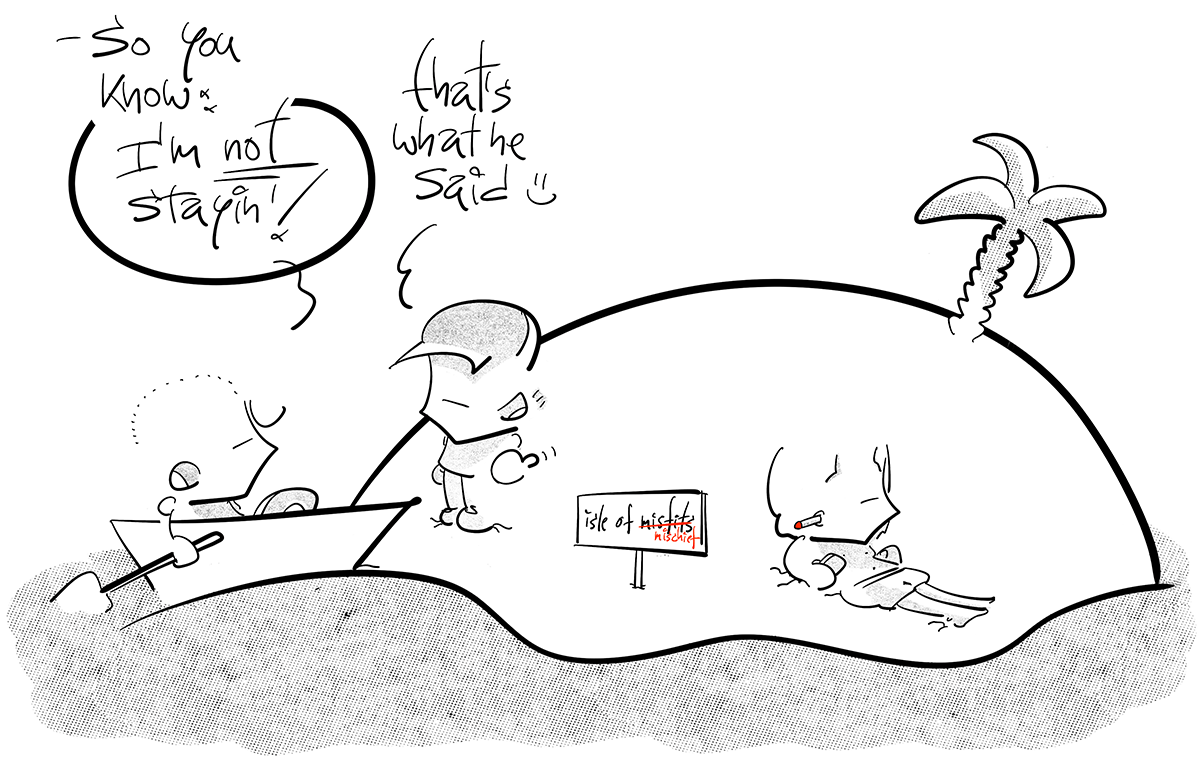 - So you
know:
I'm not
stayin'!
that's
what he
said :)
isle of misfits
mischief